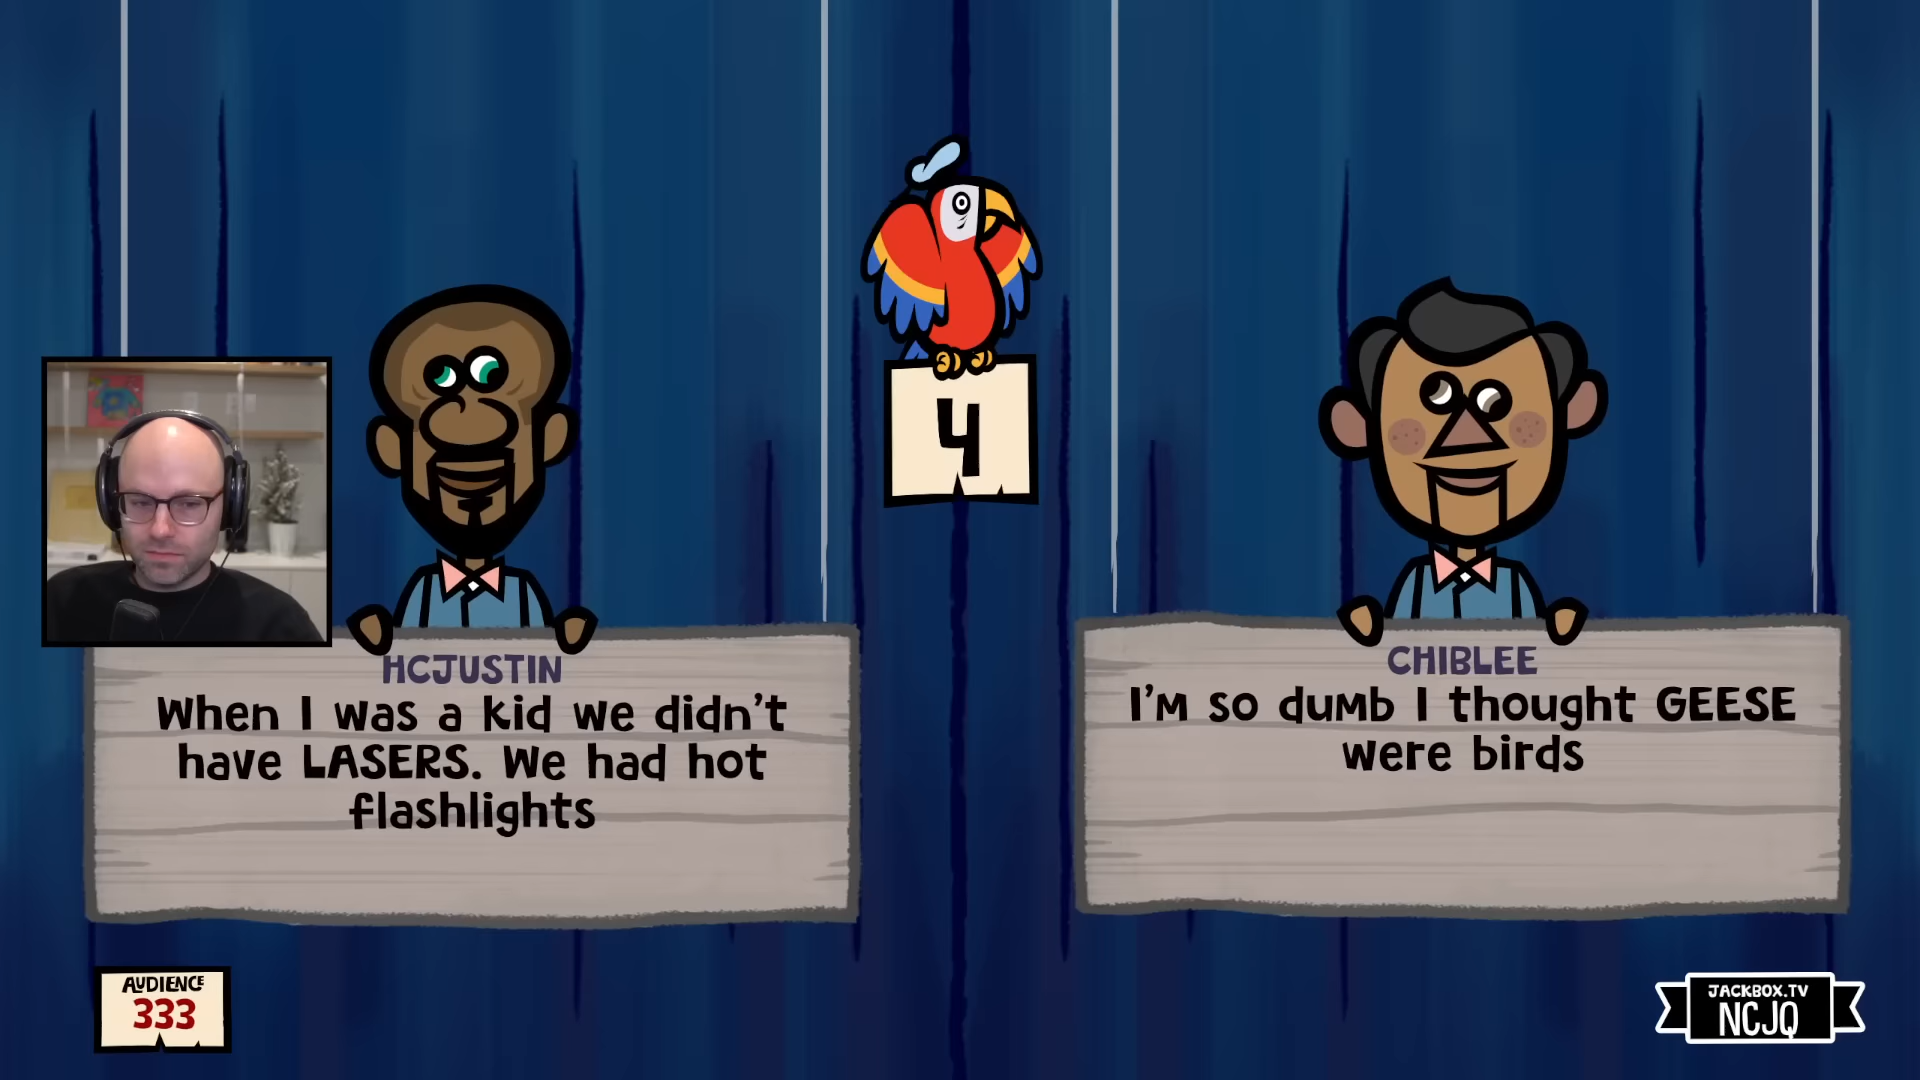 4
HCJUSTIN
When I was a kid we didn't
have LASERS. We had hot
flashlights
CHIBLEE
I'M so dumb I thought GEESE
were birds
AUDIENCE
333
JACKBOX.TV
NCJQ